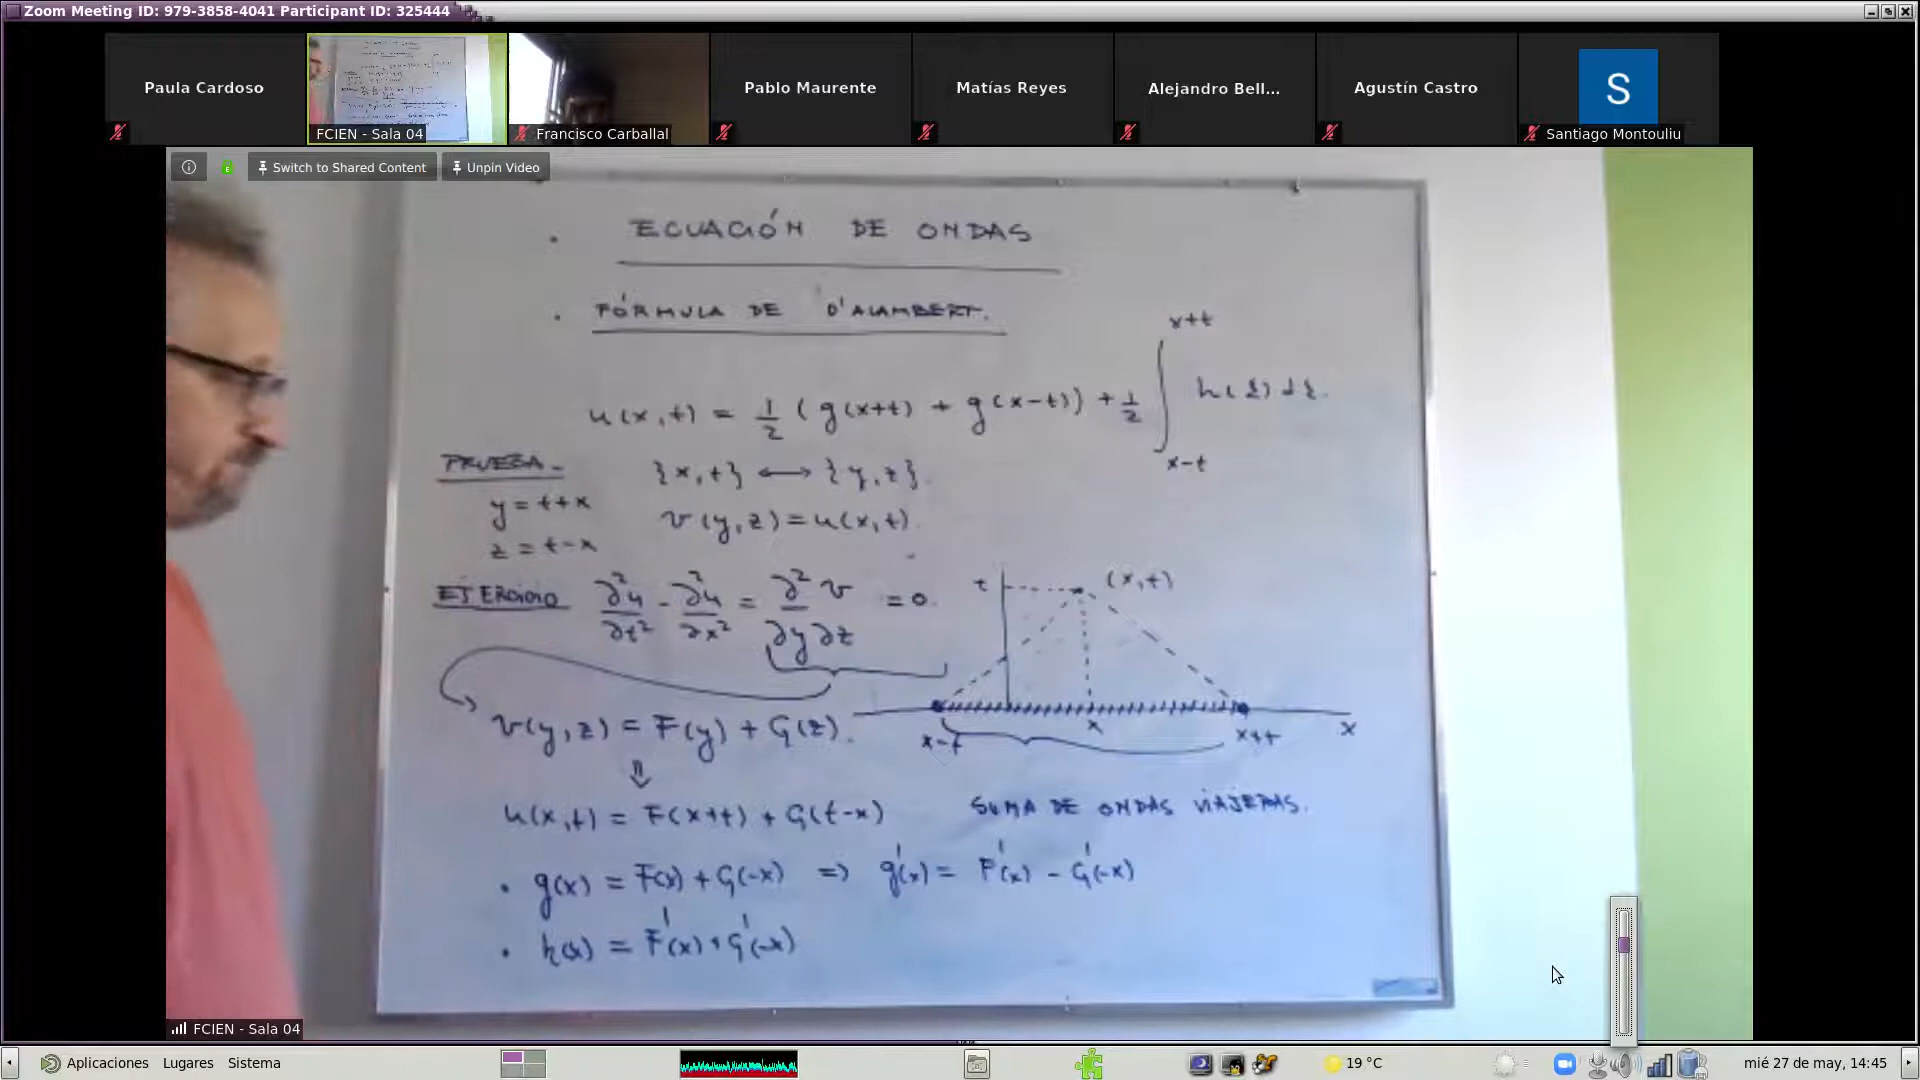 Zoom Meeting ID: 979-3858-4041 Participant ID: 325444
Paula Cardoso
FCIEN - Sala 04
Francisco Carballal
Pablo Maurente
Matías Reyes
Alejandro Bell...
Agustín Castro
S
Santiago Montouliu
Switch to Shared Content
Unpin Video
ECUACIÓN DE ONDAS
FÓRMULA DE D'ALAMBERT.
u(x,t) = 1/2 (g(x+t) + g(x-t)) + 1/2 ∫_{x-t}^{x+t} h(ξ) dξ.
PRUEBA-
{x,t} ⟷ {y,z}.
y = t+x
v(y,z) = u(x,t).
z = t-x
EJERCICIO ∂²u/∂t² - ∂²u/∂x² = ∂²v/∂y∂z = 0.
t
(x,t)
v(y,z) = F(y) + G(z).
x-t
x
x+t
x
⇓
u(x,t) = F(x+t) + G(t-x) SUMA DE ONDAS VIAJERAS.
• g(x) = F(x) + G(-x) ⇒ g'(x) = F'(x) - G'(-x)
• h(x) = F'(x) + G'(-x)
FCIEN - Sala 04
Aplicaciones Lugares Sistema
19 °C
mié 27 de may, 14:45